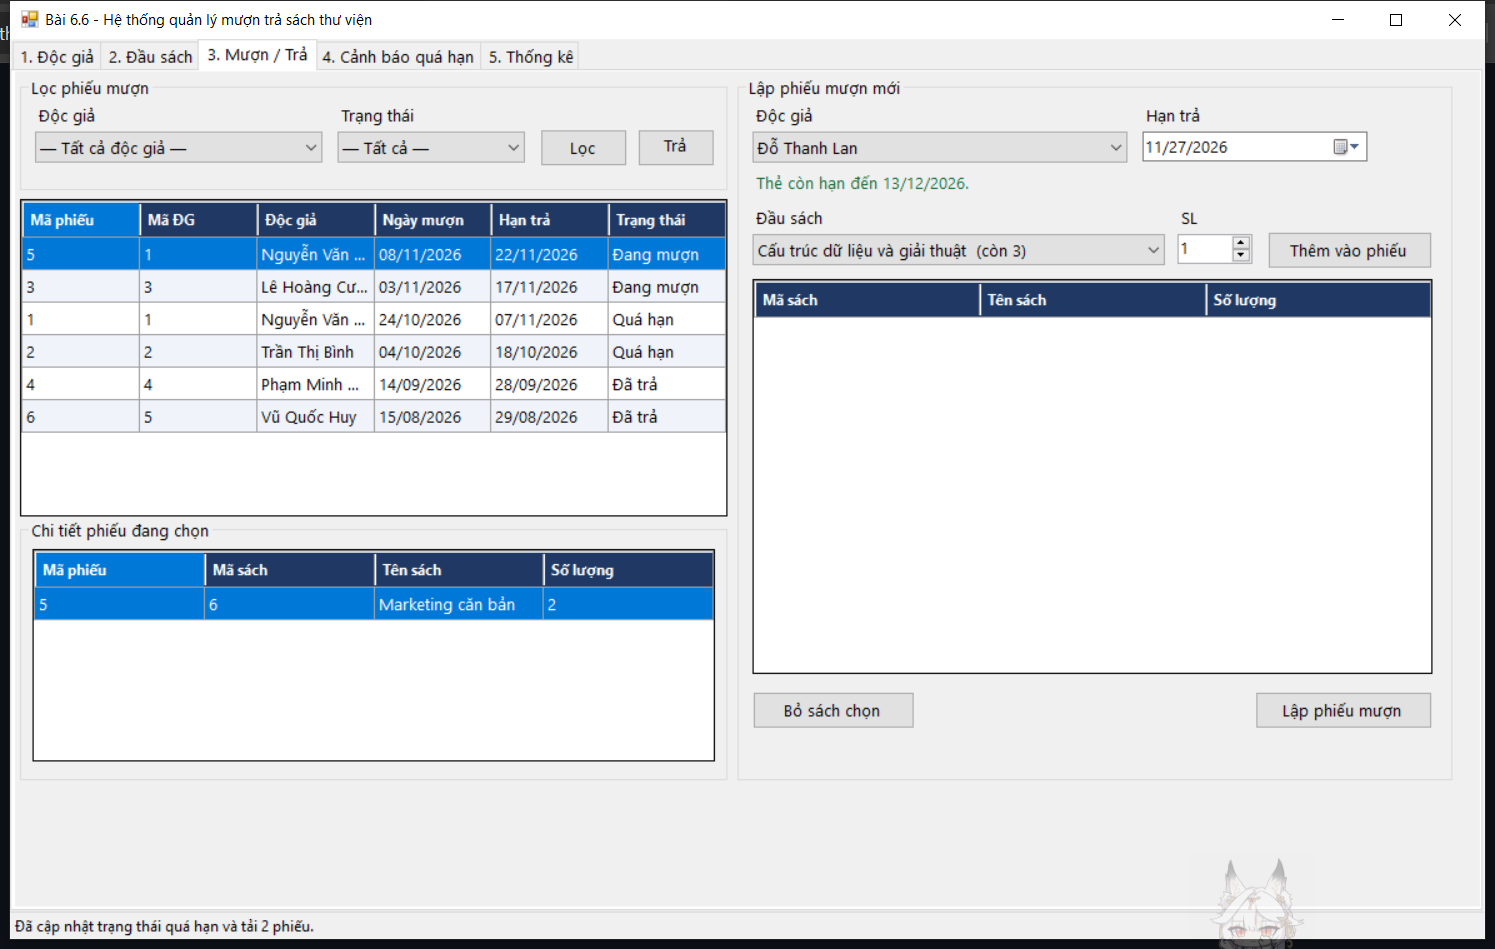 Bài 6.6 - Hệ thống quản lý mượn trả sách thư viện
1. Độc giả 2. Đầu sách 3. Mượn / Trả 4. Cảnh báo quá hạn 5. Thống kê
Lọc phiếu mượn
Độc giả Trạng thái
— Tất cả độc giả — — Tất cả — Lọc Trả
Mã phiếu Mã ĐG Độc giả Ngày mượn Hạn trả Trạng thái
5 1 Nguyễn Văn ... 08/11/2026 22/11/2026 Đang mượn
3 3 Lê Hoàng Cư... 03/11/2026 17/11/2026 Đang mượn
1 1 Nguyễn Văn ... 24/10/2026 07/11/2026 Quá hạn
2 2 Trần Thị Bình 04/10/2026 18/10/2026 Quá hạn
4 4 Phạm Minh ... 14/09/2026 28/09/2026 Đã trả
6 5 Vũ Quốc Huy 15/08/2026 29/08/2026 Đã trả
Chi tiết phiếu đang chọn
Mã phiếu Mã sách Tên sách Số lượng
5 6 Marketing căn bản 2
Lập phiếu mượn mới
Độc giả Hạn trả
Đỗ Thanh Lan 11/27/2026
Thẻ còn hạn đến 13/12/2026.
Đầu sách SL
Cấu trúc dữ liệu và giải thuật (còn 3) 1 Thêm vào phiếu
Mã sách Tên sách Số lượng
Bỏ sách chọn Lập phiếu mượn
Đã cập nhật trạng thái quá hạn và tải 2 phiếu.